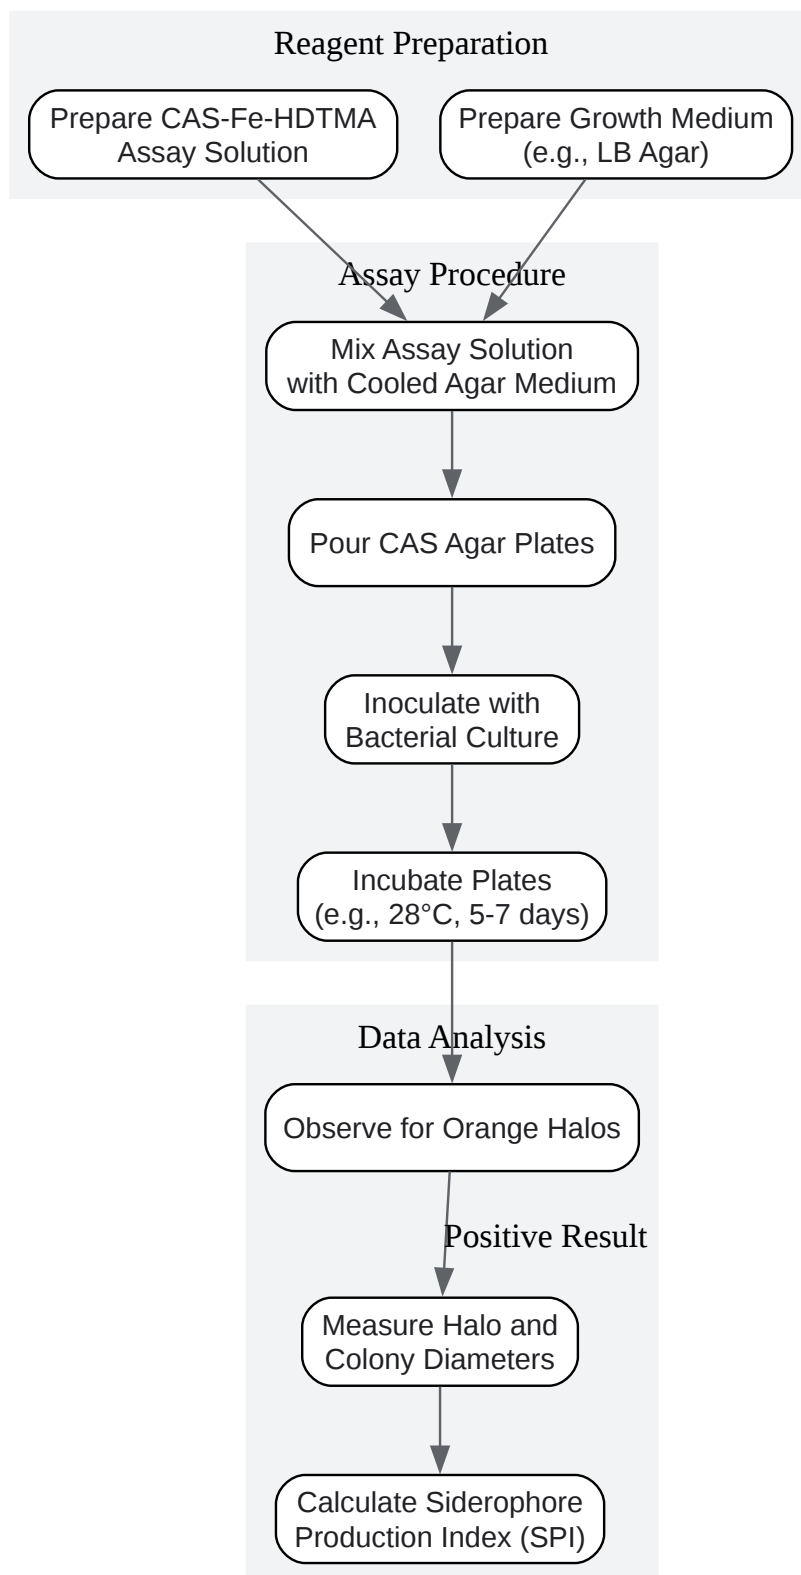 Reagent Preparation
Prepare CAS-Fe-HDTMA
Assay Solution
Prepare Growth Medium
(e.g., LB Agar)
Assay Procedure
Mix Assay Solution
with Cooled Agar Medium
Pour CAS Agar Plates
Inoculate with
Bacterial Culture
Incubate Plates
(e.g., 28°C, 5-7 days)
Data Analysis
Observe for Orange Halos
Positive Result
Measure Halo and
Colony Diameters
Calculate Siderophore
Production Index (SPI)